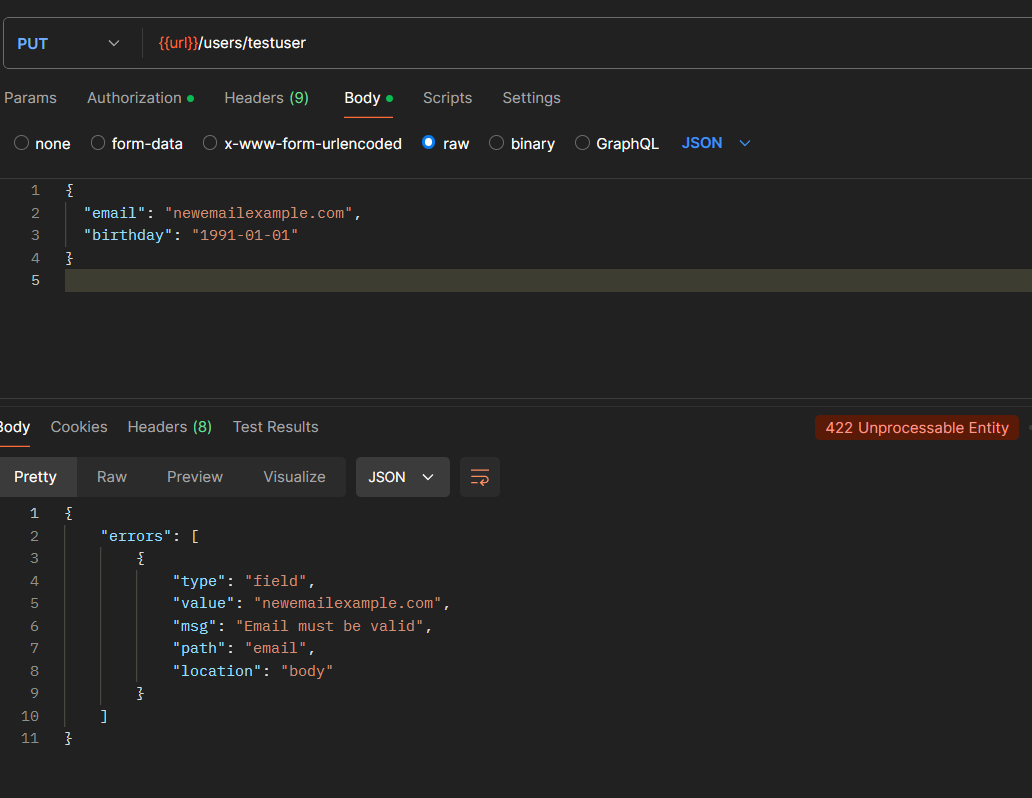 PUT {{url}}/users/testuser
Params Authorization Headers (9) Body Scripts Settings
none form-data x-www-form-urlencoded raw binary GraphQL JSON
1 {
2 "email": "newemailexample.com",
3 "birthday": "1991-01-01"
4 }
5
Body Cookies Headers (8) Test Results 422 Unprocessable Entity
Pretty Raw Preview Visualize JSON
1 {
2 "errors": [
3 {
4 "type": "field",
5 "value": "newemailexample.com",
6 "msg": "Email must be valid",
7 "path": "email",
8 "location": "body"
9 }
10 ]
11 }